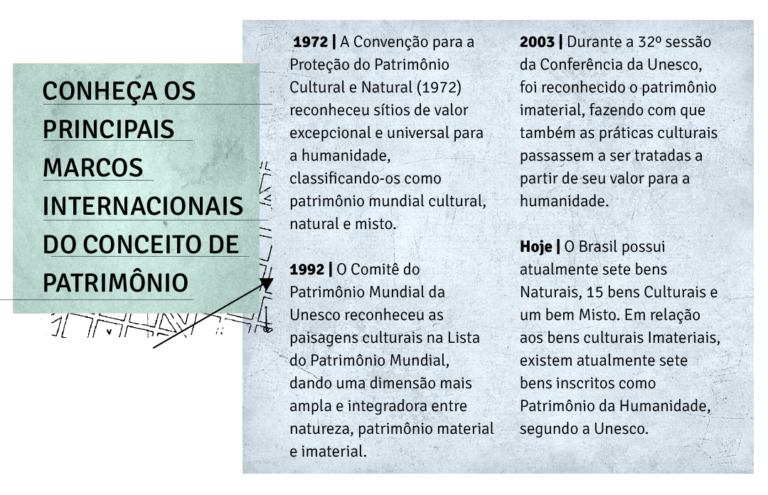 CONHEÇA OS
PRINCIPAIS
MARCOS
INTERNACIONAIS
DO CONCEITO DE
PATRIMÔNIO
1972 | A Convenção para a
Proteção do Patrimônio
Cultural e Natural (1972)
reconheceu sítios de valor
excepcional e universal para
a humanidade,
classificando-os como
patrimônio mundial cultural,
natural e misto.
1992 | O Comitê do
Patrimônio Mundial da
Unesco reconheceu as
paisagens culturais na Lista
do Patrimônio Mundial,
dando uma dimensão mais
ampla e integradora entre
natureza, patrimônio material
e imaterial.
2003 | Durante a 32º sessão
da Conferência da Unesco,
foi reconhecido o patrimônio
imaterial, fazendo com que
também as práticas culturais
passassem a ser tratadas a
partir de seu valor para a
humanidade.
Hoje | O Brasil possui
atualmente sete bens
Naturais, 15 bens Culturais e
um bem Misto. Em relação
aos bens culturais Imateriais,
existem atualmente sete
bens inscritos como
Patrimônio da Humanidade,
segundo a Unesco.